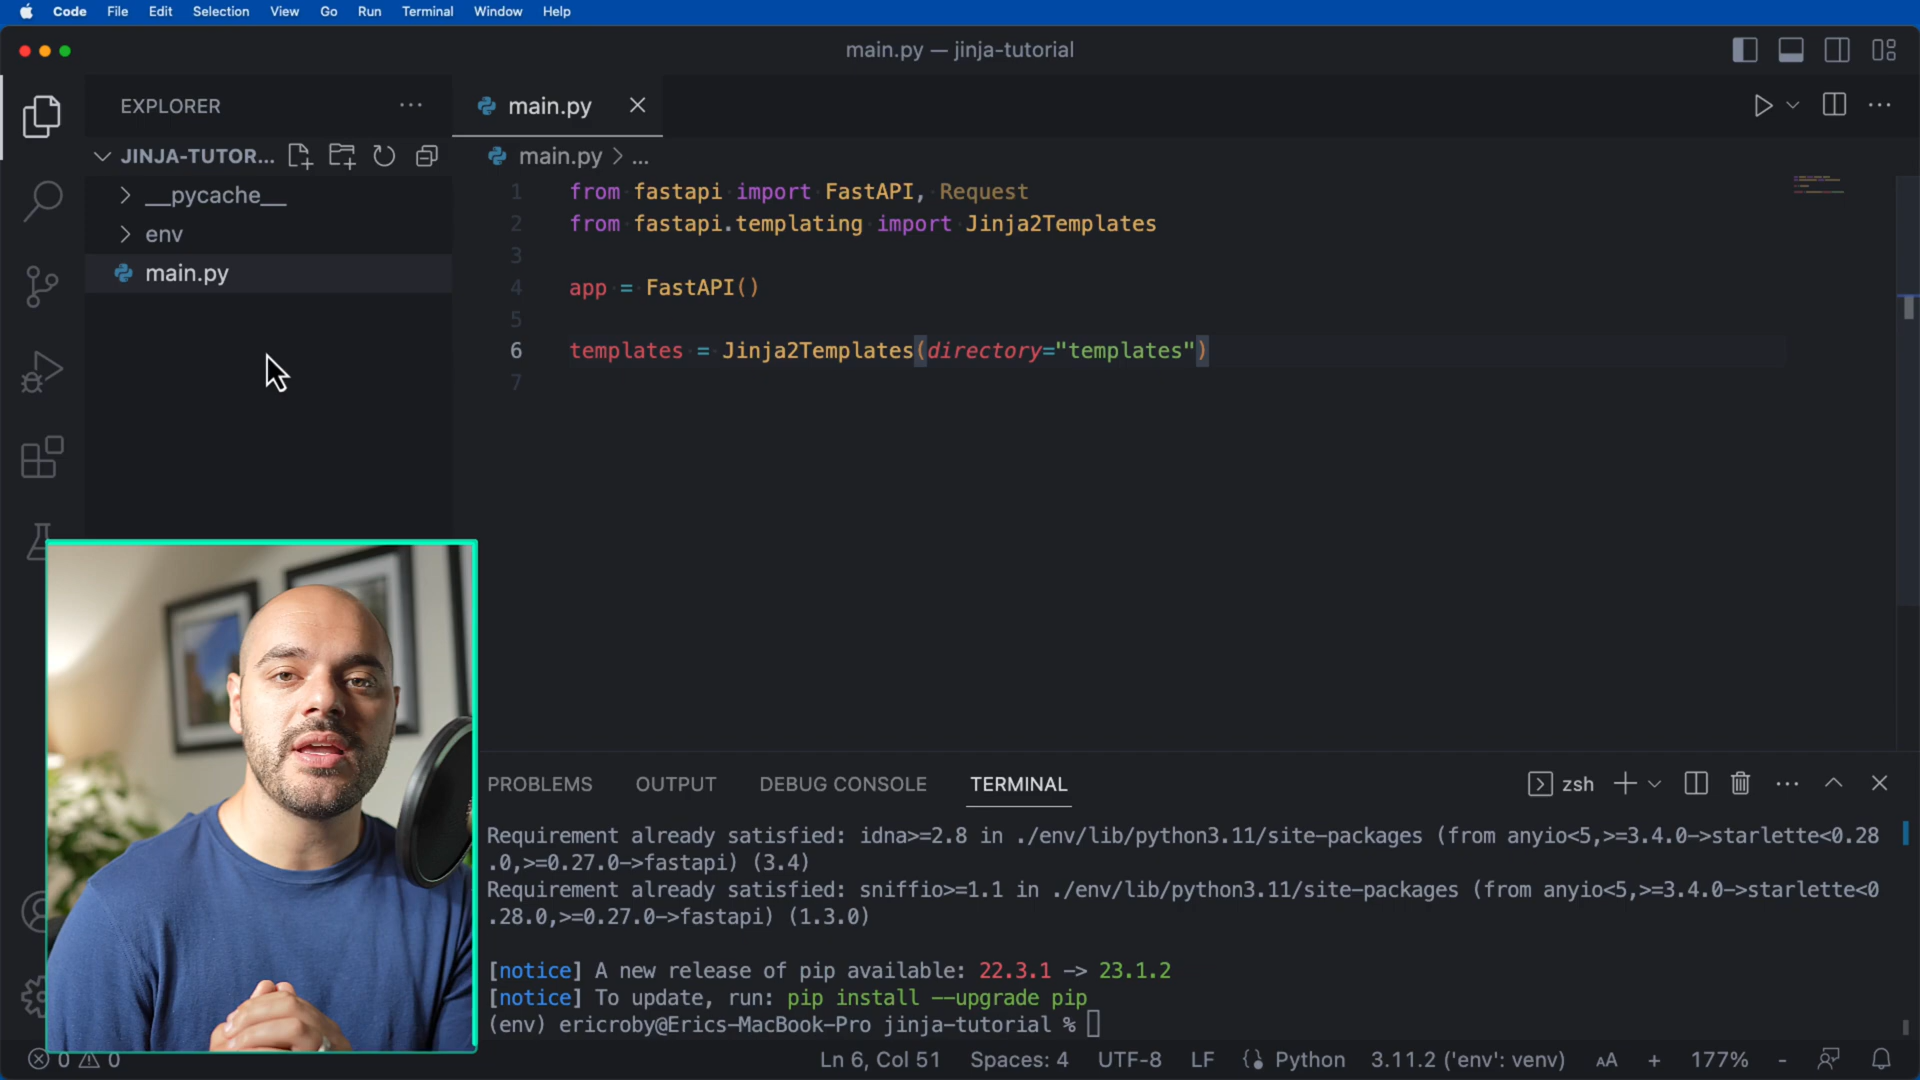 Code File Edit Selection View Go Run Terminal Window Help
main.py — jinja-tutorial
EXPLORER
JINJA-TUTOR...
__pycache__
env
main.py
main.py
main.py > ...
1 from fastapi import FastAPI, Request
2 from fastapi.templating import Jinja2Templates
3
4 app = FastAPI()
5
6 templates = Jinja2Templates(directory="templates")
7
PROBLEMS OUTPUT DEBUG CONSOLE TERMINAL
zsh
Requirement already satisfied: idna>=2.8 in ./env/lib/python3.11/site-packages (from anyio<5,>=3.4.0->starlette<0.28
.0,>=0.27.0->fastapi) (3.4)
Requirement already satisfied: sniffio>=1.1 in ./env/lib/python3.11/site-packages (from anyio<5,>=3.4.0->starlette<0
.28.0,>=0.27.0->fastapi) (1.3.0)
[notice] A new release of pip available: 22.3.1 -> 23.1.2
[notice] To update, run: pip install --upgrade pip
(env) ericroby@Erics-MacBook-Pro jinja-tutorial %
0 0 Ln 6, Col 51 Spaces: 4 UTF-8 LF Python 3.11.2 ('env': venv) AA + 177% -